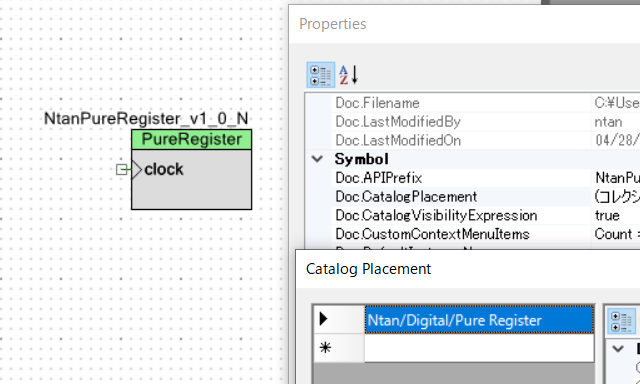 Properties
A
Z
Doc.Filename C:¥Use
Doc.LastModifiedBy ntan
Doc.LastModifiedOn 04/28/
Symbol
Doc.APIPrefix NtanPu
Doc.CatalogPlacement (コレクシ
Doc.CatalogVisibilityExpression true
Doc.CustomContextMenuItems Count =
NtanPureRegister_v1_0_N
PureRegister
clock
Catalog Placement
Ntan/Digital/Pure Register
*